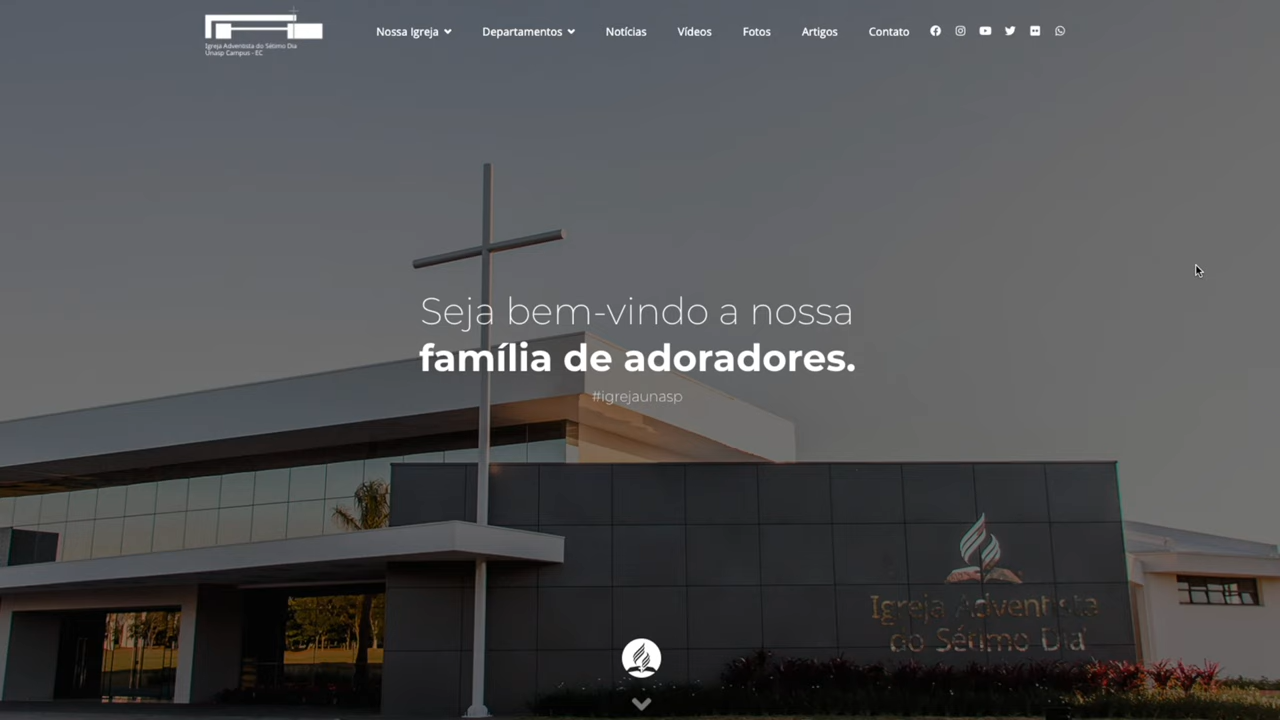 Igreja Adventista do Sétimo Dia
Unasp Campus - EC
Nossa Igreja
Departamentos
Notícias
Vídeos
Fotos
Artigos
Contato
Seja bem-vindo a nossa
família de adoradores.
#igrejaunasp
Igreja Adventista
do Sétimo Dia